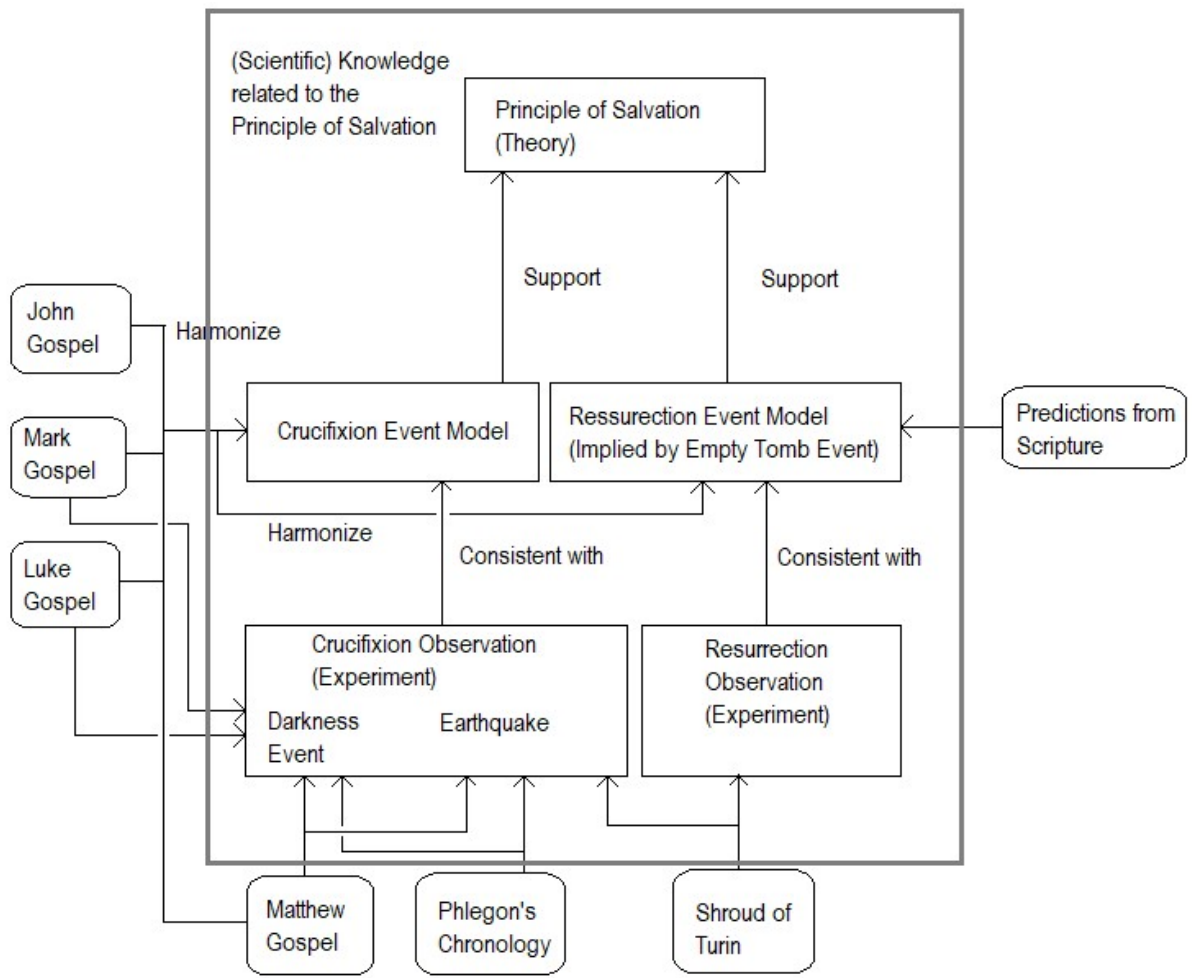 (Scientific) Knowledge
related to the
Principle of Salvation
Principle of Salvation
(Theory)
Support
Support
John
Gospel
Harmonize
Mark
Gospel
Crucifixion Event Model
Ressurection Event Model
(Implied by Empty Tomb Event)
Predictions from
Scripture
Harmonize
Consistent with
Consistent with
Luke
Gospel
Crucifixion Observation
(Experiment)
Darkness
Event
Earthquake
Resurrection
Observation
(Experiment)
Matthew
Gospel
Phlegon's
Chronology
Shroud of
Turin